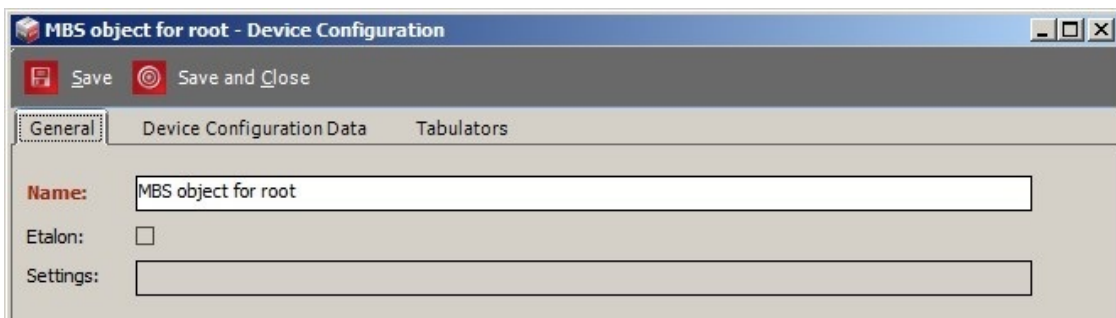 MBS object for root - Device Configuration
Save Save and Close
General Device Configuration Data Tabulators
Name: MBS object for root
Etalon:
Settings: